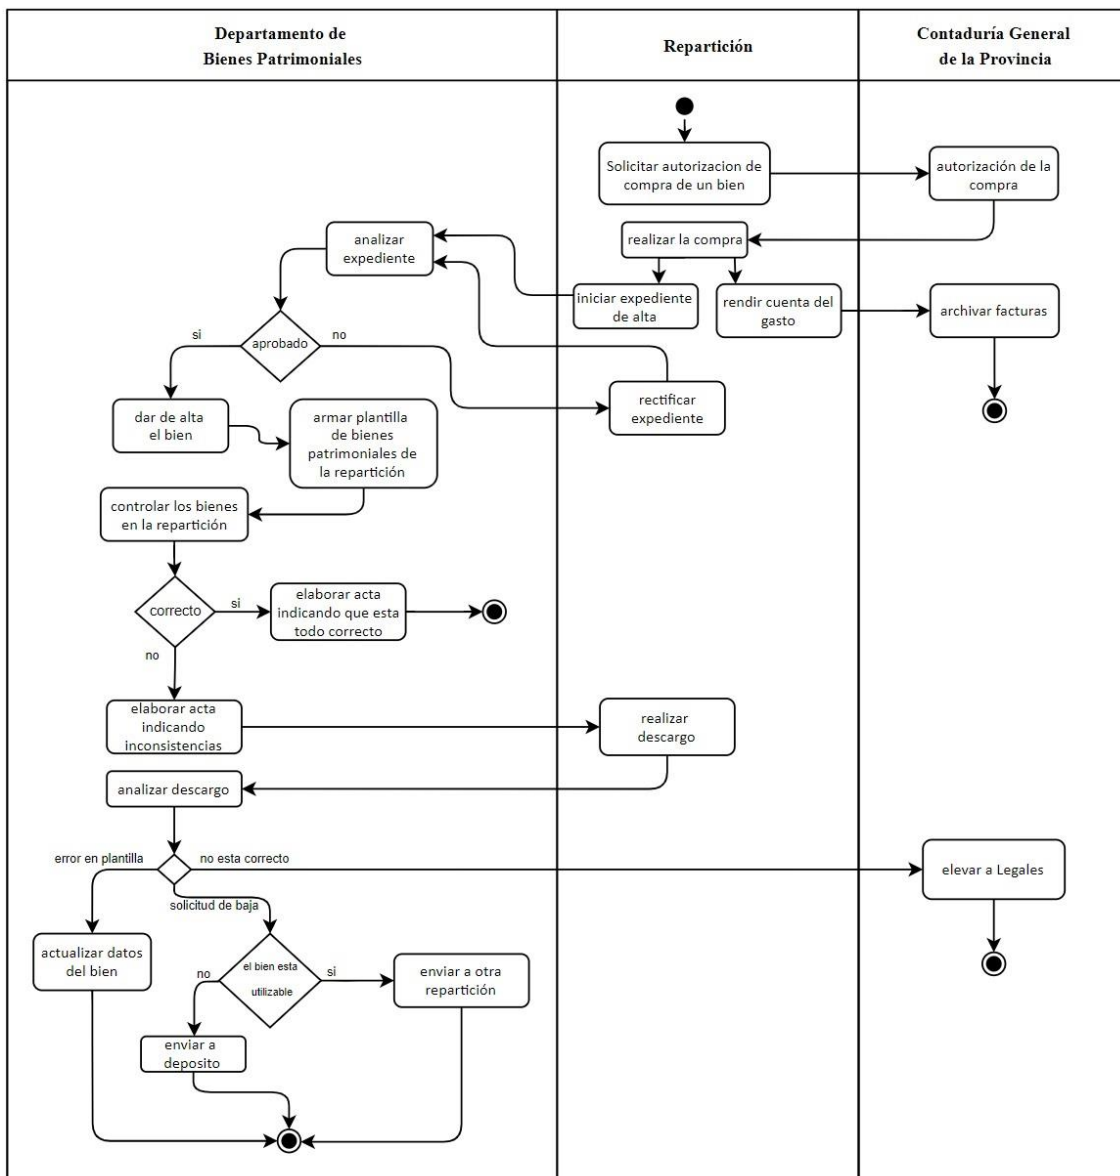 Departamento de
Bienes Patrimoniales
Repartición
Contaduría General
de la Provincia
Solicitar autorizacion de
compra de un bien
autorización de la
compra
analizar
expediente
realizar la compra
iniciar expediente
de alta
rendir cuenta del
gasto
archivar facturas
si
aprobado
no
dar de alta
el bien
armar plantilla
de bienes
patrimoniales de
la repartición
rectificar
expediente
controlar los bienes
en la repartición
correcto
si
elaborar acta
indicando que esta
todo correcto
no
elaborar acta
indicando
inconsistencias
realizar
descargo
analizar descargo
error en plantilla
no esta correcto
elevar a Legales
solicitud de baja
actualizar datos
del bien
no
el bien esta
utilizable
si
enviar a otra
repartición
enviar a
deposito